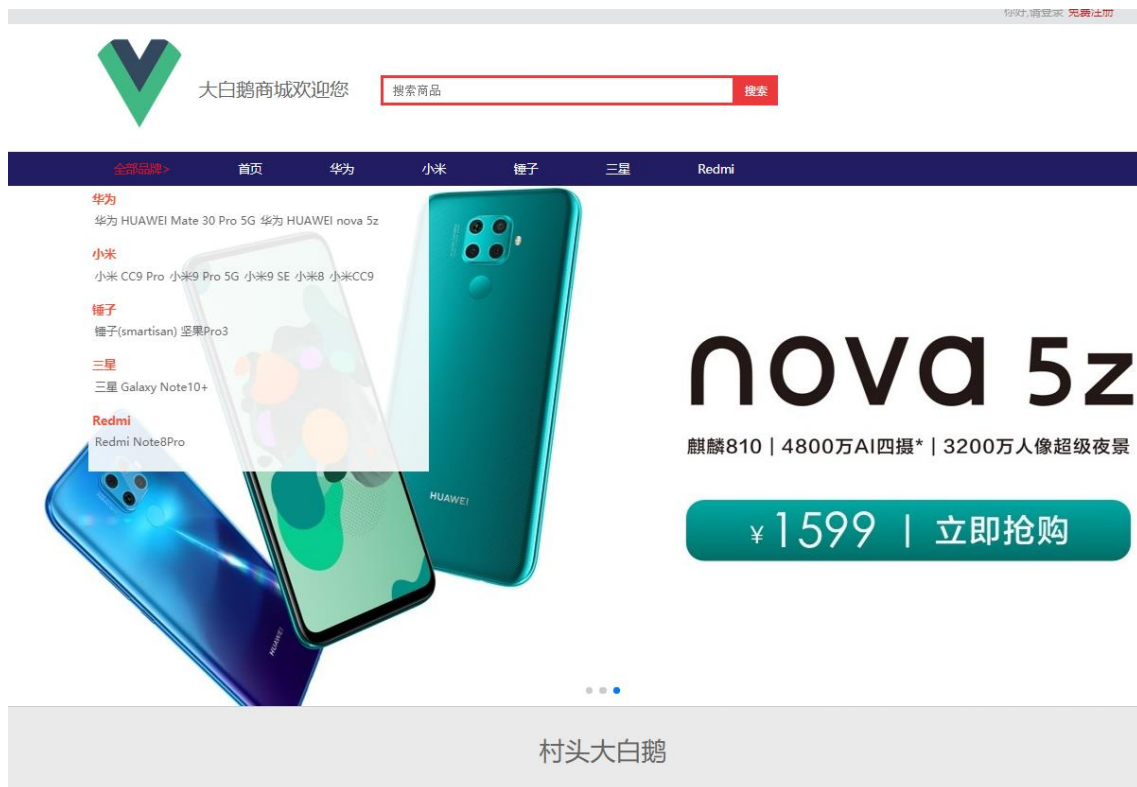 你好,请登录 免费注册
大白鹅商城欢迎您
搜索商品
搜索
全部品牌> 首页 华为 小米 锤子 三星 Redmi
华为
华为 HUAWEI Mate 30 Pro 5G 华为 HUAWEI nova 5z
小米
小米 CC9 Pro 小米9 Pro 5G 小米9 SE 小米8 小米CC9
锤子
锤子(smartisan) 坚果Pro3
三星
三星 Galaxy Note10+
Redmi
Redmi Note8Pro
HUAWEI
HUAWEI
nova 5z
麒麟810 | 4800万AI四摄* | 3200万人像超级夜景
¥1599 | 立即抢购
村头大白鹅